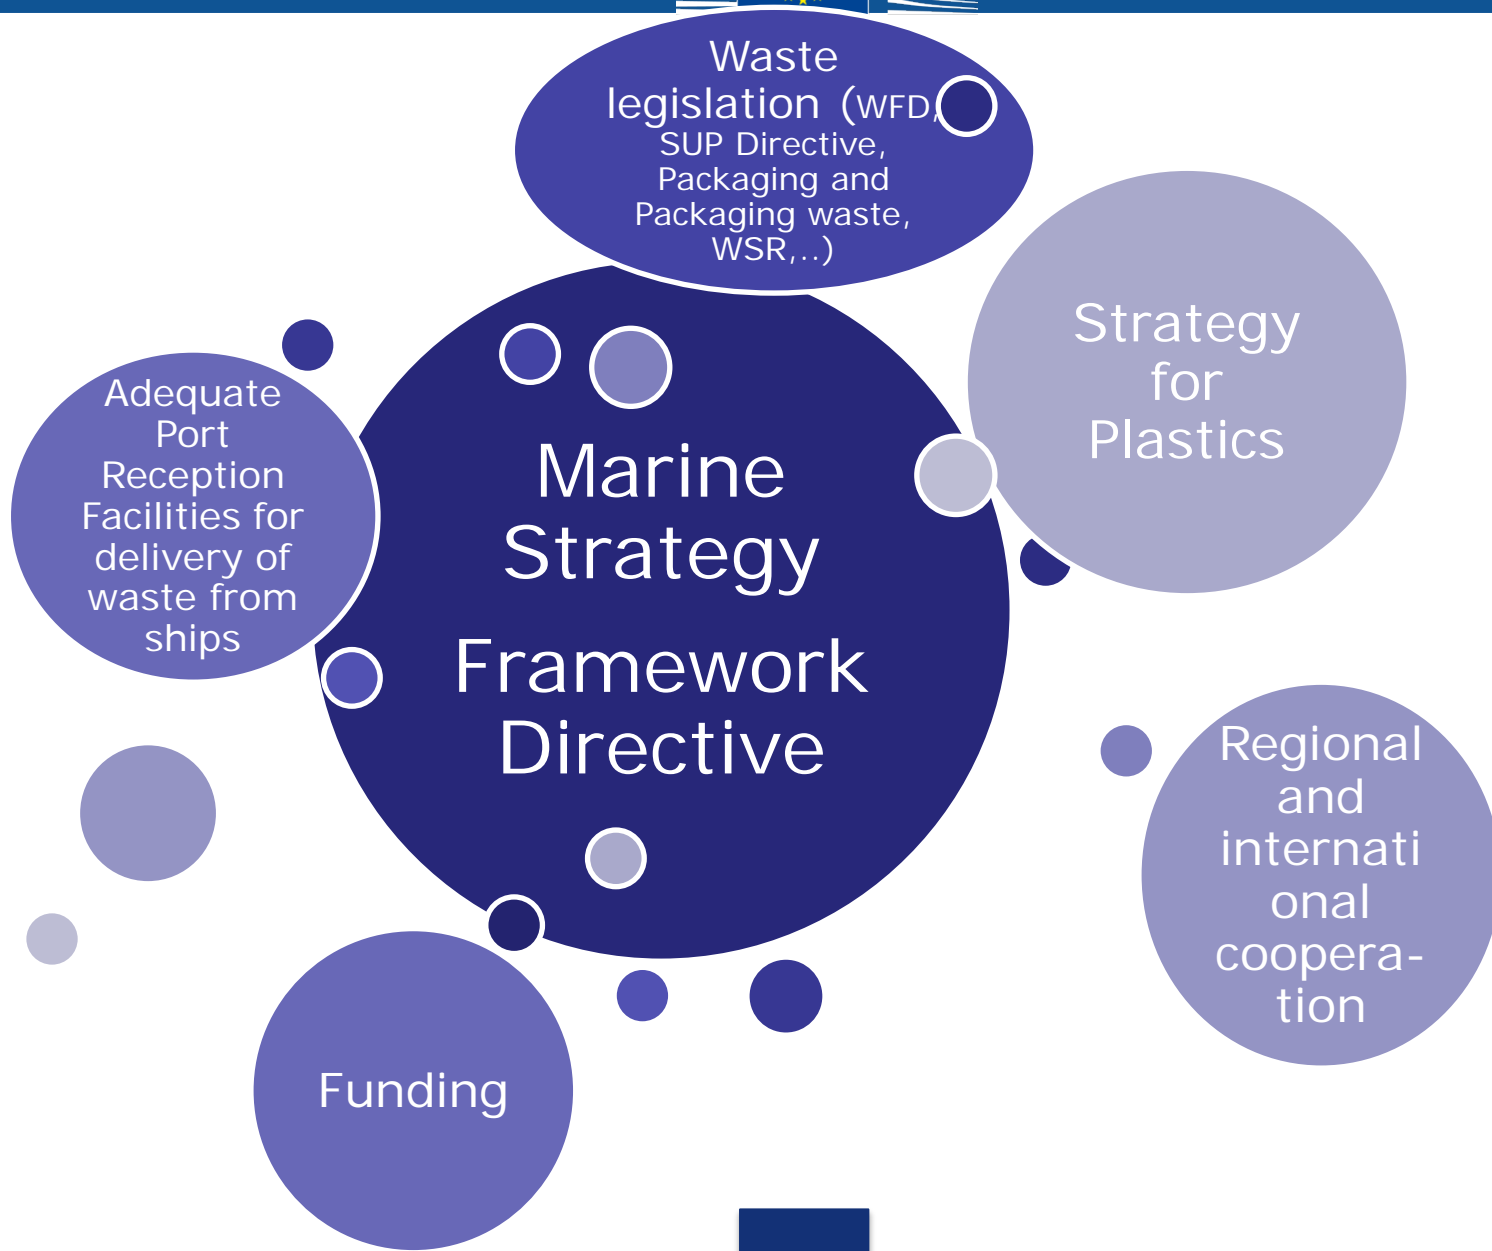 Waste
legislation (WFD,
SUP Directive,
Packaging and
Packaging waste,
WSR,..)
Strategy
for
Plastics
Adequate
Port
Reception
Facilities for
delivery of
waste from
ships
Marine
Strategy
Framework
Directive
Regional
and
internati
onal
coopera-
tion
Funding